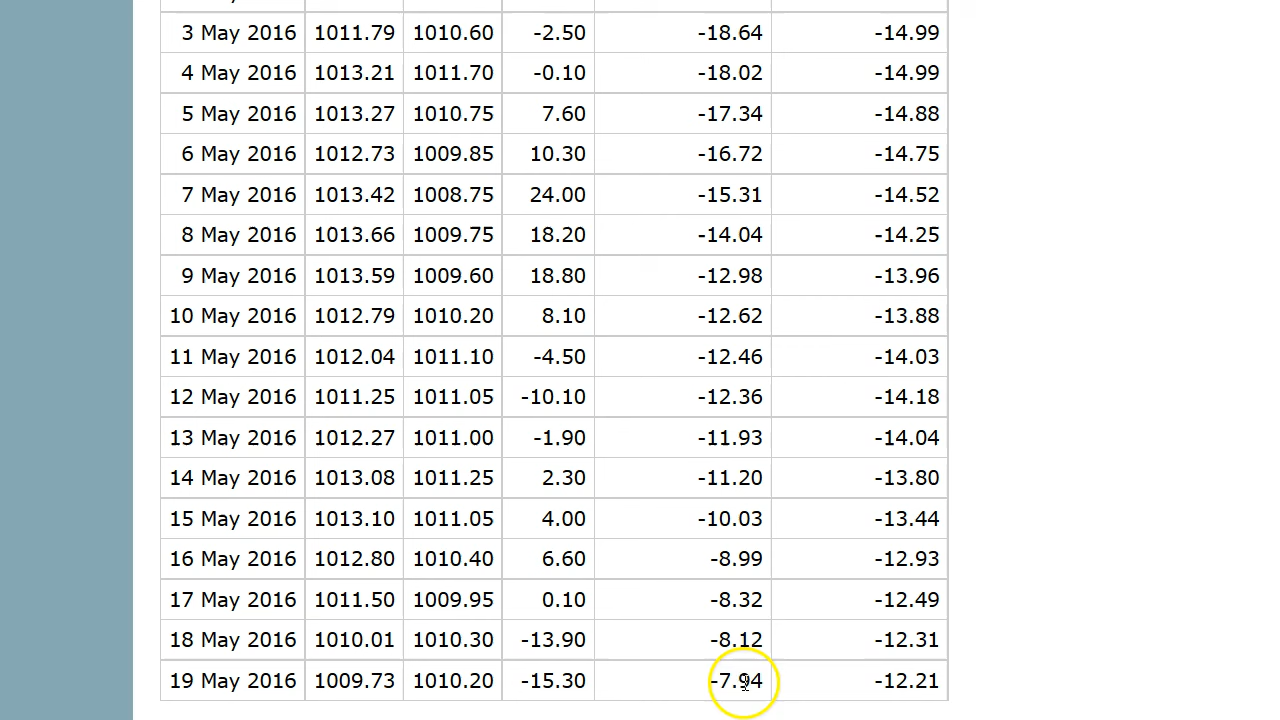 3 May 2016 1011.79 1010.60 -2.50 -18.64 -14.99
4 May 2016 1013.21 1011.70 -0.10 -18.02 -14.99
5 May 2016 1013.27 1010.75 7.60 -17.34 -14.88
6 May 2016 1012.73 1009.85 10.30 -16.72 -14.75
7 May 2016 1013.42 1008.75 24.00 -15.31 -14.52
8 May 2016 1013.66 1009.75 18.20 -14.04 -14.25
9 May 2016 1013.59 1009.60 18.80 -12.98 -13.96
10 May 2016 1012.79 1010.20 8.10 -12.62 -13.88
11 May 2016 1012.04 1011.10 -4.50 -12.46 -14.03
12 May 2016 1011.25 1011.05 -10.10 -12.36 -14.18
13 May 2016 1012.27 1011.00 -1.90 -11.93 -14.04
14 May 2016 1013.08 1011.25 2.30 -11.20 -13.80
15 May 2016 1013.10 1011.05 4.00 -10.03 -13.44
16 May 2016 1012.80 1010.40 6.60 -8.99 -12.93
17 May 2016 1011.50 1009.95 0.10 -8.32 -12.49
18 May 2016 1010.01 1010.30 -13.90 -8.12 -12.31
19 May 2016 1009.73 1010.20 -15.30 -7.94 -12.21